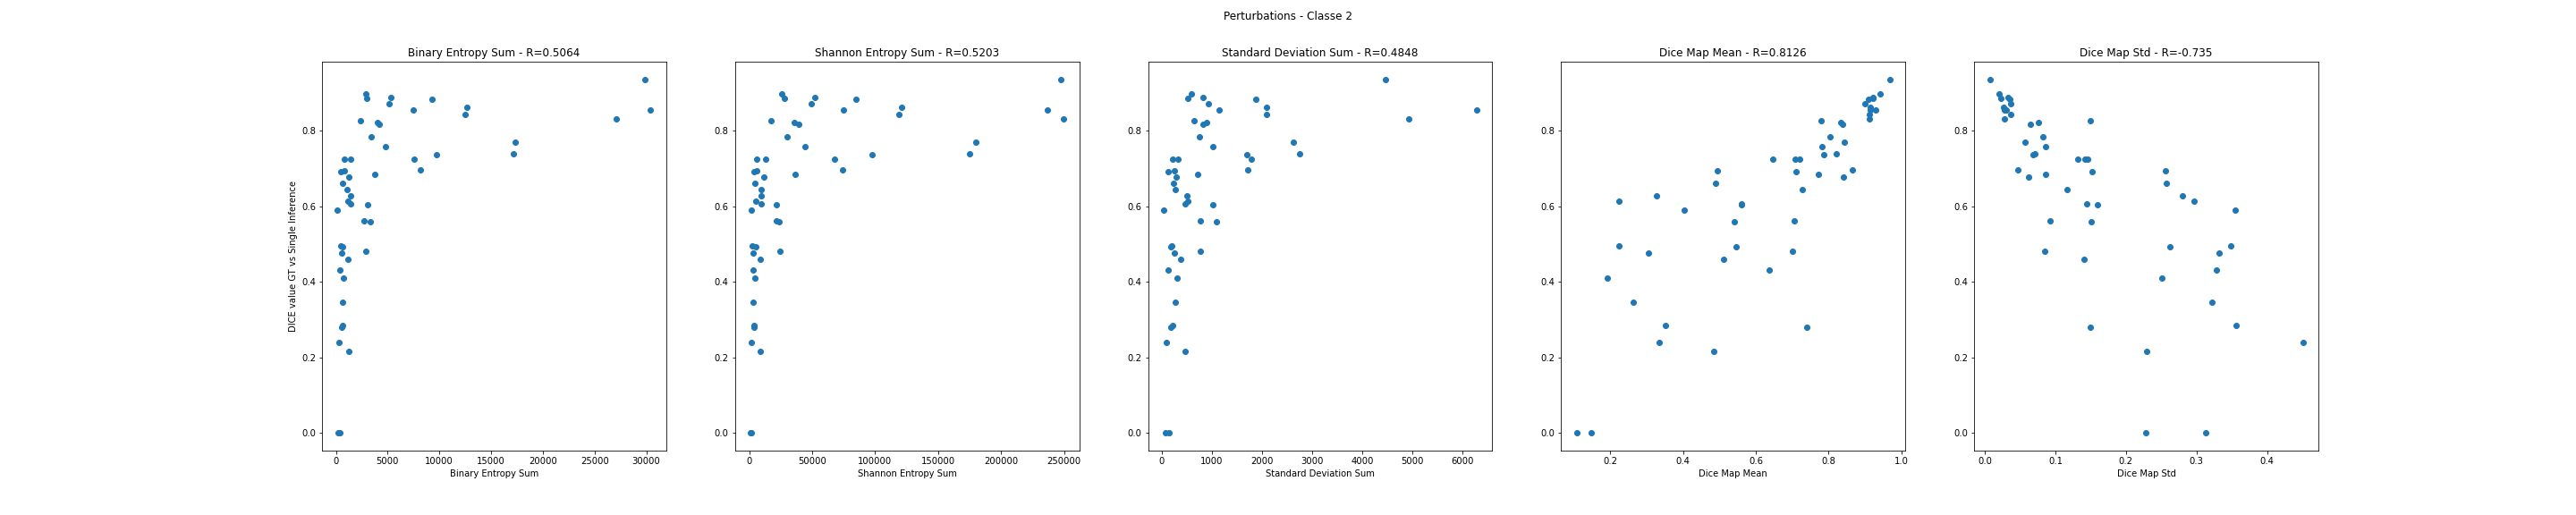 Perturbations - Classe 2
Binary Entropy Sum - R=0.5064
DICE value GT vs Single Inference
0.8
0.6
0.4
0.2
0.0
0 5000 10000 15000 20000 25000 30000
Binary Entropy Sum
Shannon Entropy Sum - R=0.5203
0.8
0.6
0.4
0.2
0.0
0 50000 100000 150000 200000 250000
Shannon Entropy Sum
Standard Deviation Sum - R=0.4848
0.8
0.6
0.4
0.2
0.0
0 1000 2000 3000 4000 5000 6000
Standard Deviation Sum
Dice Map Mean - R=0.8126
0.8
0.6
0.4
0.2
0.0
0.2 0.4 0.6 0.8 1.0
Dice Map Mean
Dice Map Std - R=-0.735
0.8
0.6
0.4
0.2
0.0
0.0 0.1 0.2 0.3 0.4
Dice Map Std